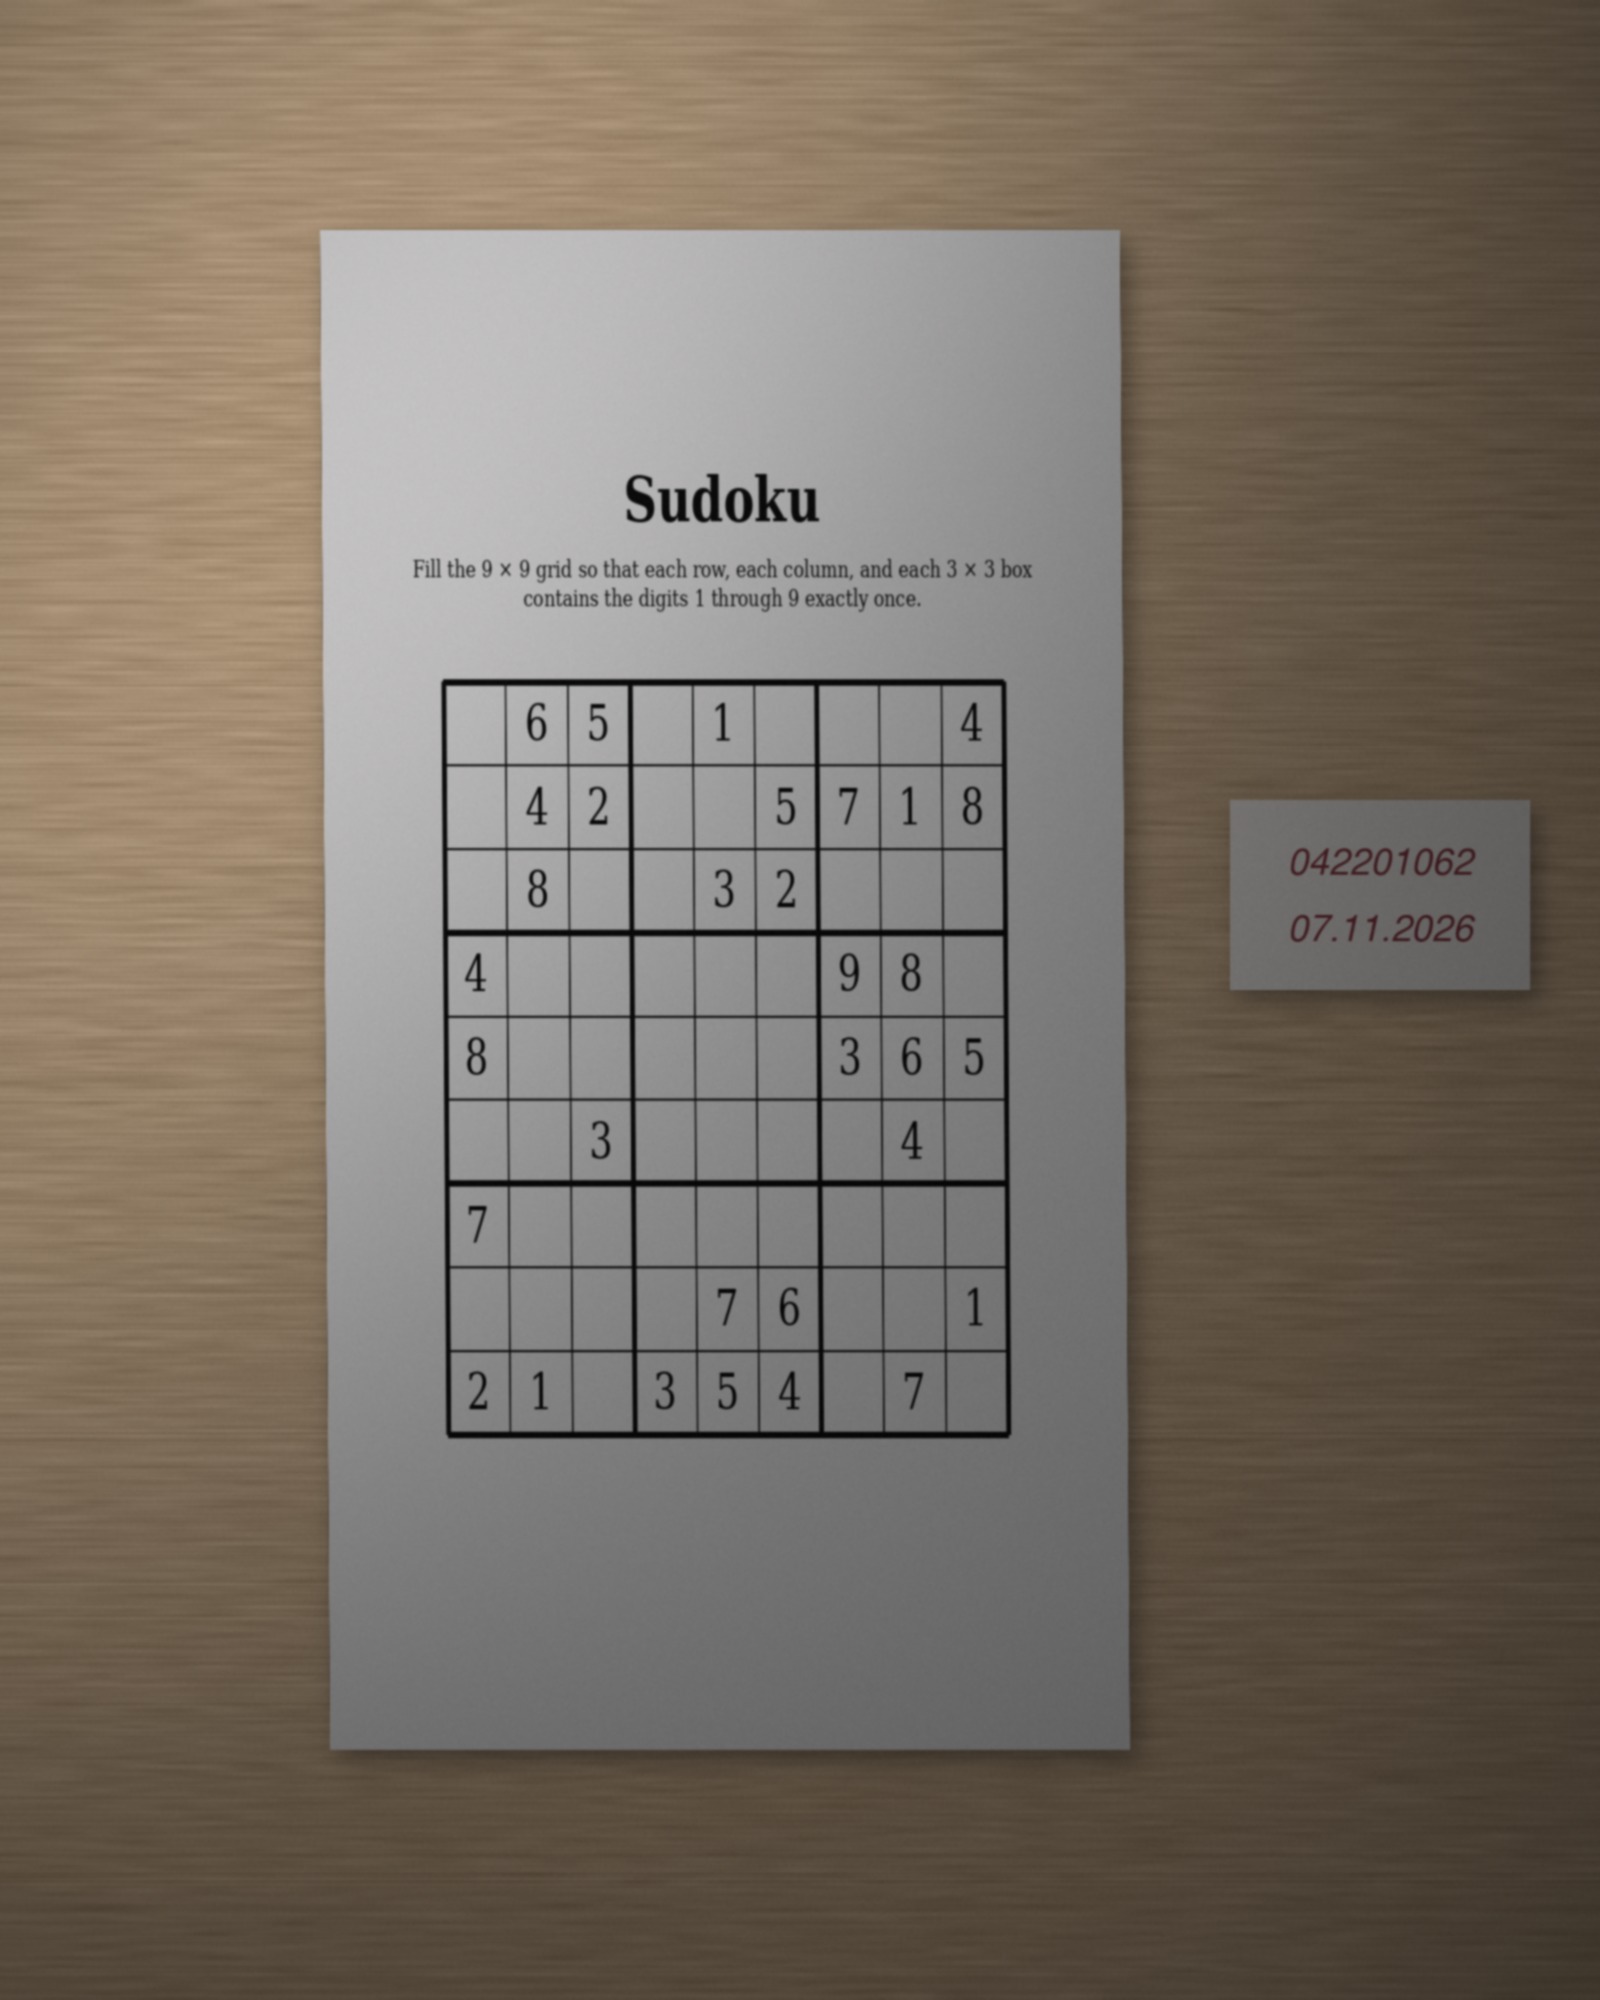 Sudoku
Fill the 9 × 9 grid so that each row, each column, and each 3 × 3 box
contains the digits 1 through 9 exactly once.
6 5 1 4
4 2 5 7 1 8
8 3 2
4 9 8
8 3 6 5
3 4
7
7 6 1
2 1 3 5 4 7
042201062
07.11.2026